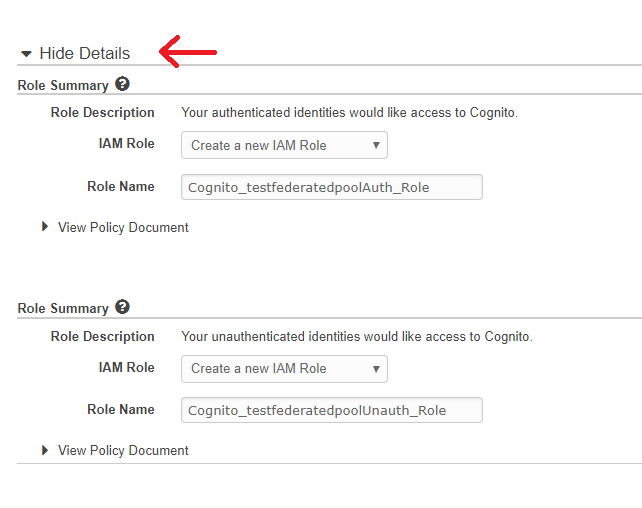 Hide Details
Role Summary ?
Role Description Your authenticated identities would like access to Cognito.
IAM Role Create a new IAM Role
Role Name Cognito_testfederatedpoolAuth_Role
View Policy Document
Role Summary ?
Role Description Your unauthenticated identities would like access to Cognito.
IAM Role Create a new IAM Role
Role Name Cognito_testfederatedpoolUnauth_Role
View Policy Document